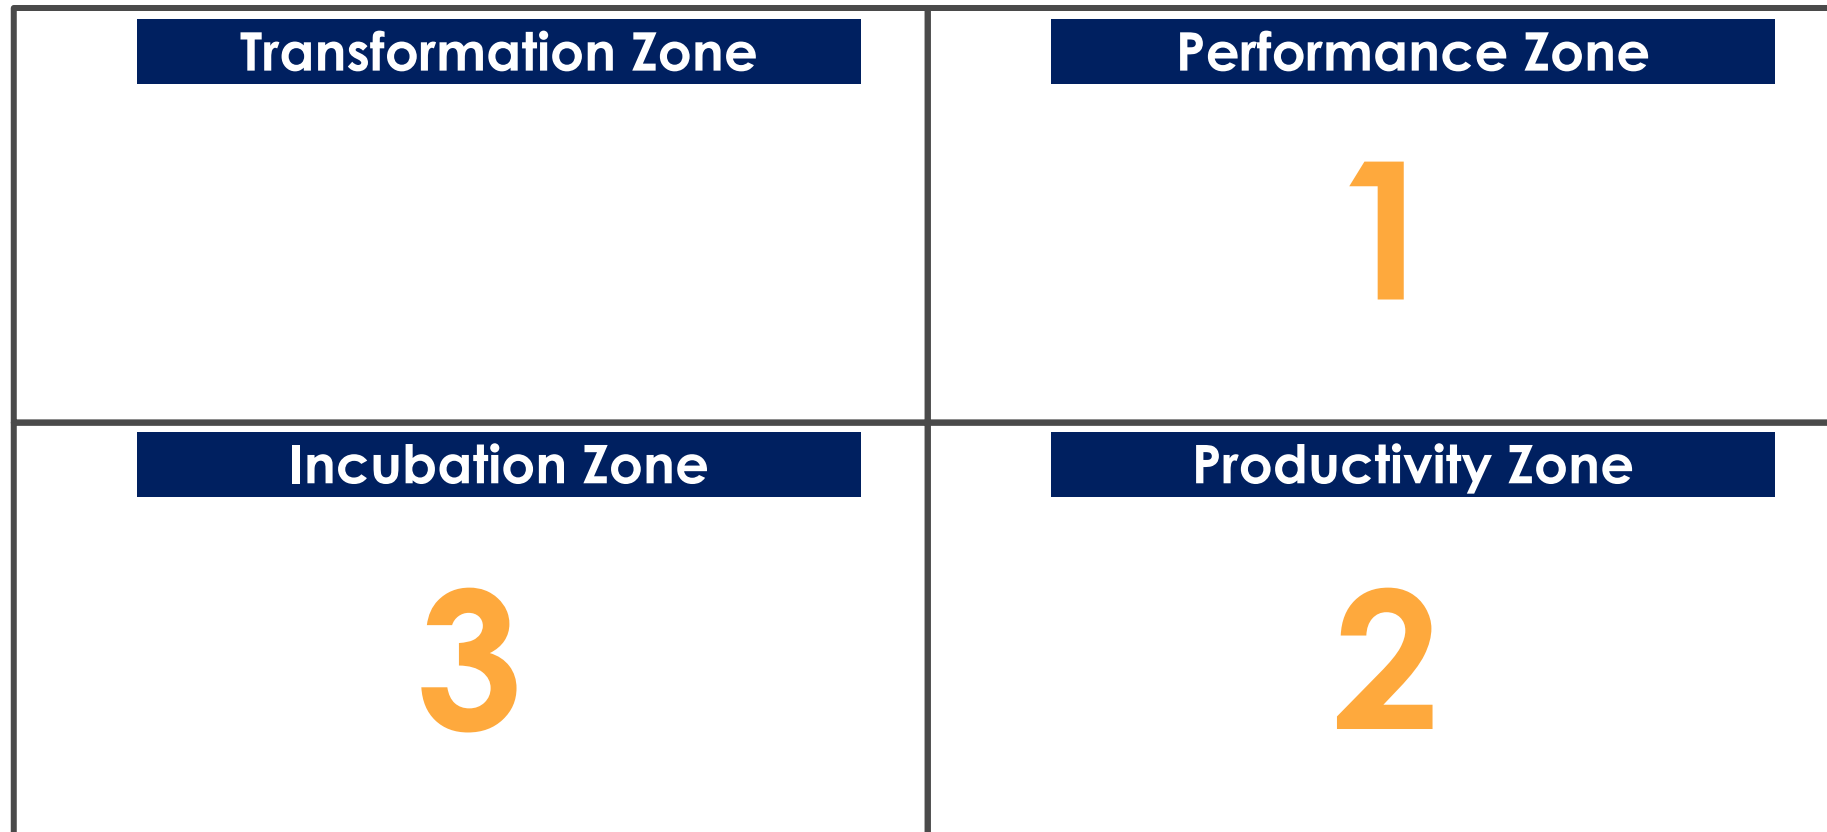 Transformation Zone
Performance Zone
1
Incubation Zone
Productivity Zone
3
2